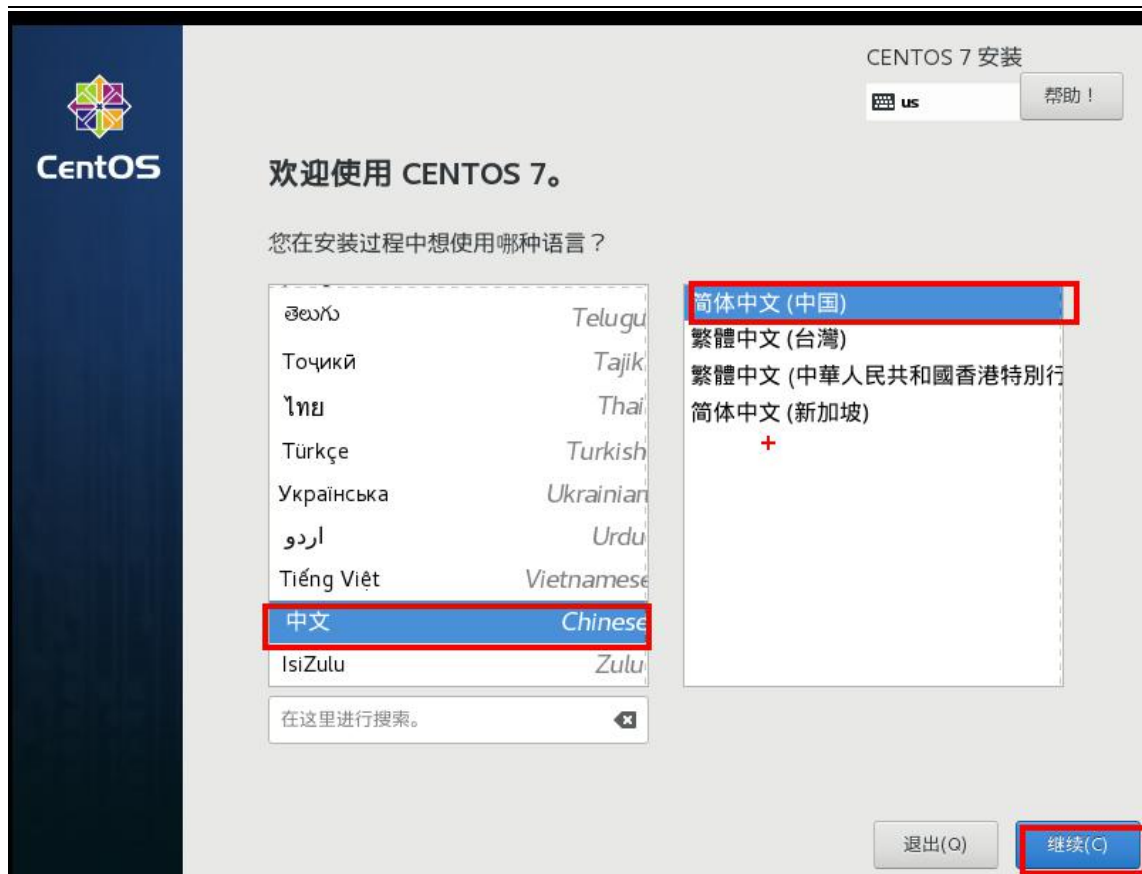 CENTOS 7 安装
us
帮助！
CentOS
欢迎使用 CENTOS 7。
您在安装过程中想使用哪种语言？
తెలుగు Telugu
Тоҷикӣ Tajik
ไทย Thai
Türkçe Turkish
Українська Ukrainian
اردو Urdu
Tiếng Việt Vietnamese
中文 Chinese
IsiZulu Zulu
简体中文 (中国)
繁體中文 (台灣)
繁體中文 (中華人民共和國香港特別行
简体中文 (新加坡)
在这里进行搜索。
退出(Q)
继续(C)